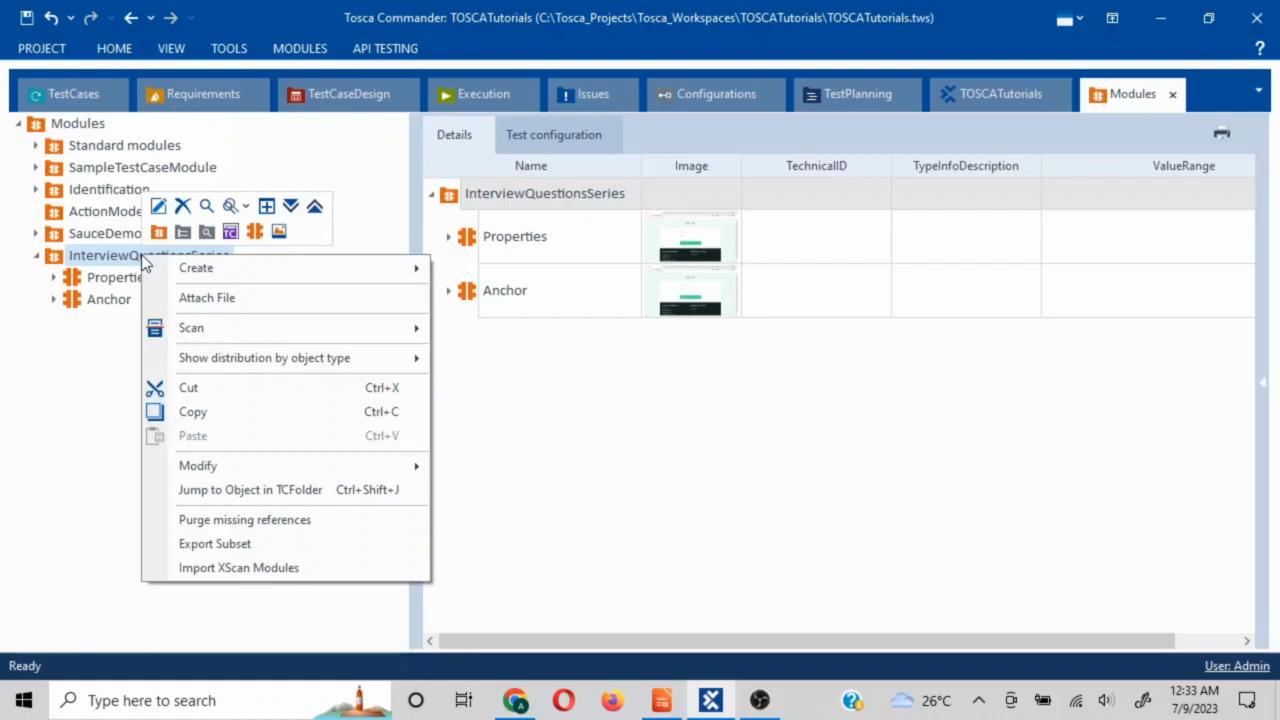 Tosca Commander: TOSCATutorials (C:\Tosca_Projects\Tosca_Workspaces\TOSCATutorials\TOSCATutorials.tws)
PROJECT HOME VIEW TOOLS MODULES API TESTING ?
TestCases Requirements TestCaseDesign Execution Issues Configurations TestPlanning TOSCATutorials Modules
Modules
Standard modules
SampleTestCaseModule
Identification
ActionMode
SauceDemo
Properti
Anchor
TC
Create
Attach File
Scan
Show distribution by object type
Cut Ctrl+X
Copy Ctrl+C
Paste Ctrl+V
Modify
Jump to Object in TCFolder Ctrl+Shift+J
Purge missing references
Export Subset
Import XScan Modules
Details Test configuration
Name Image TechnicalID TypeInfoDescription ValueRange
InterviewQuestionsSeries
Properties
Anchor
Ready User: Admin
Type here to search 26°C 12:33 AM
7/9/2023